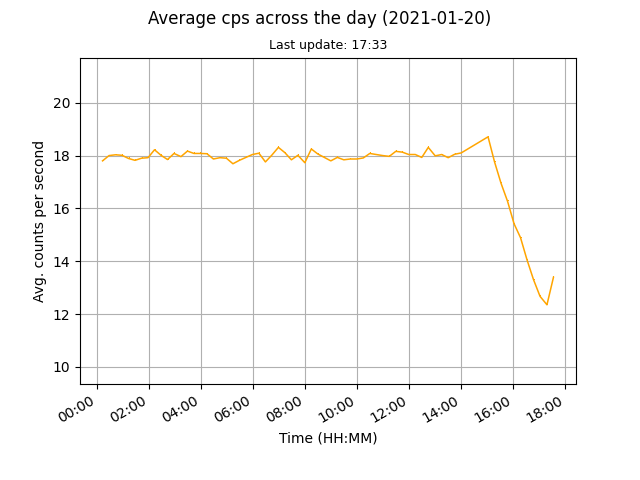 Average cps across the day (2021-01-20)
Last update: 17:33
Avg. counts per second
20
18
16
14
12
10
00:00 02:00 04:00 06:00 08:00 10:00 12:00 14:00 16:00 18:00
Time (HH:MM)